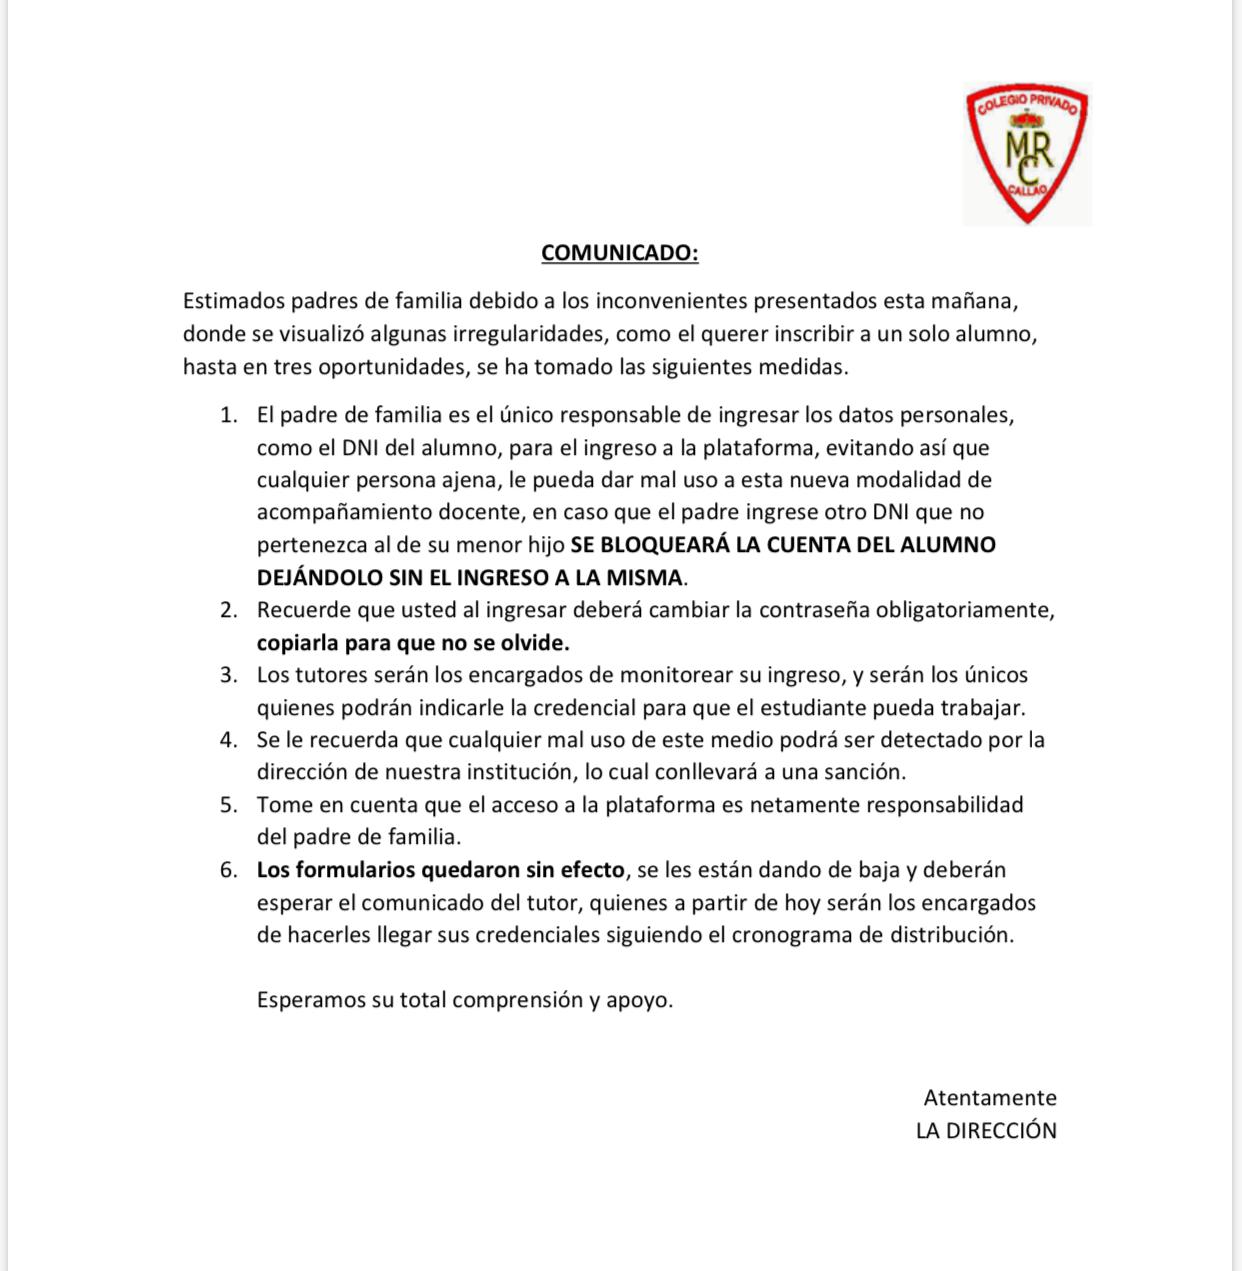 COLEGIO PRIVADO
MRC
CALLAO
COMUNICADO:
Estimados padres de familia debido a los inconvenientes presentados esta mañana,
donde se visualizó algunas irregularidades, como el querer inscribir a un solo alumno,
hasta en tres oportunidades, se ha tomado las siguientes medidas.
1. El padre de familia es el único responsable de ingresar los datos personales,
como el DNI del alumno, para el ingreso a la plataforma, evitando así que
cualquier persona ajena, le pueda dar mal uso a esta nueva modalidad de
acompañamiento docente, en caso que el padre ingrese otro DNI que no
pertenezca al de su menor hijo SE BLOQUEARÁ LA CUENTA DEL ALUMNO
DEJÁNDOLO SIN EL INGRESO A LA MISMA.
2. Recuerde que usted al ingresar deberá cambiar la contraseña obligatoriamente,
copiarla para que no se olvide.
3. Los tutores serán los encargados de monitorear su ingreso, y serán los únicos
quienes podrán indicarle la credencial para que el estudiante pueda trabajar.
4. Se le recuerda que cualquier mal uso de este medio podrá ser detectado por la
dirección de nuestra institución, lo cual conllevará a una sanción.
5. Tome en cuenta que el acceso a la plataforma es netamente responsabilidad
del padre de familia.
6. Los formularios quedaron sin efecto, se les están dando de baja y deberán
esperar el comunicado del tutor, quienes a partir de hoy serán los encargados
de hacerles llegar sus credenciales siguiendo el cronograma de distribución.
Esperamos su total comprensión y apoyo.
Atentamente
LA DIRECCIÓN